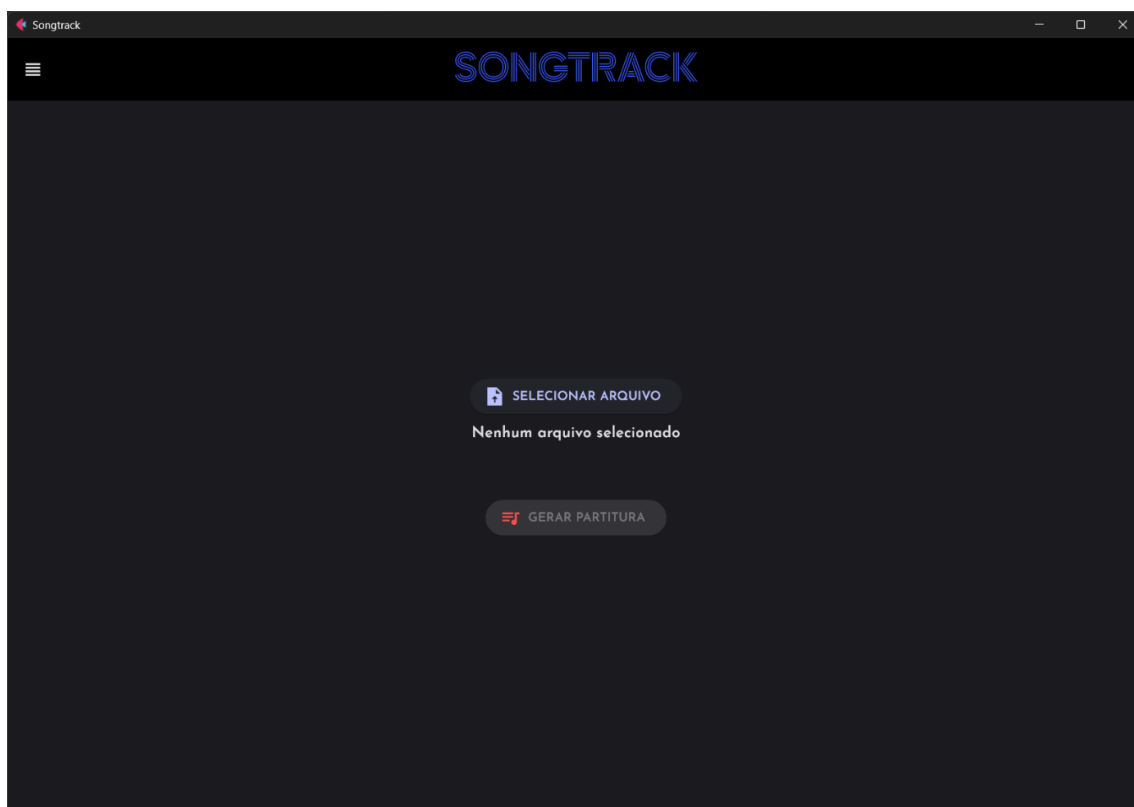 Songtrack
SONGTRACK
SELECIONAR ARQUIVO
Nenhum arquivo selecionado
GERAR PARTITURA